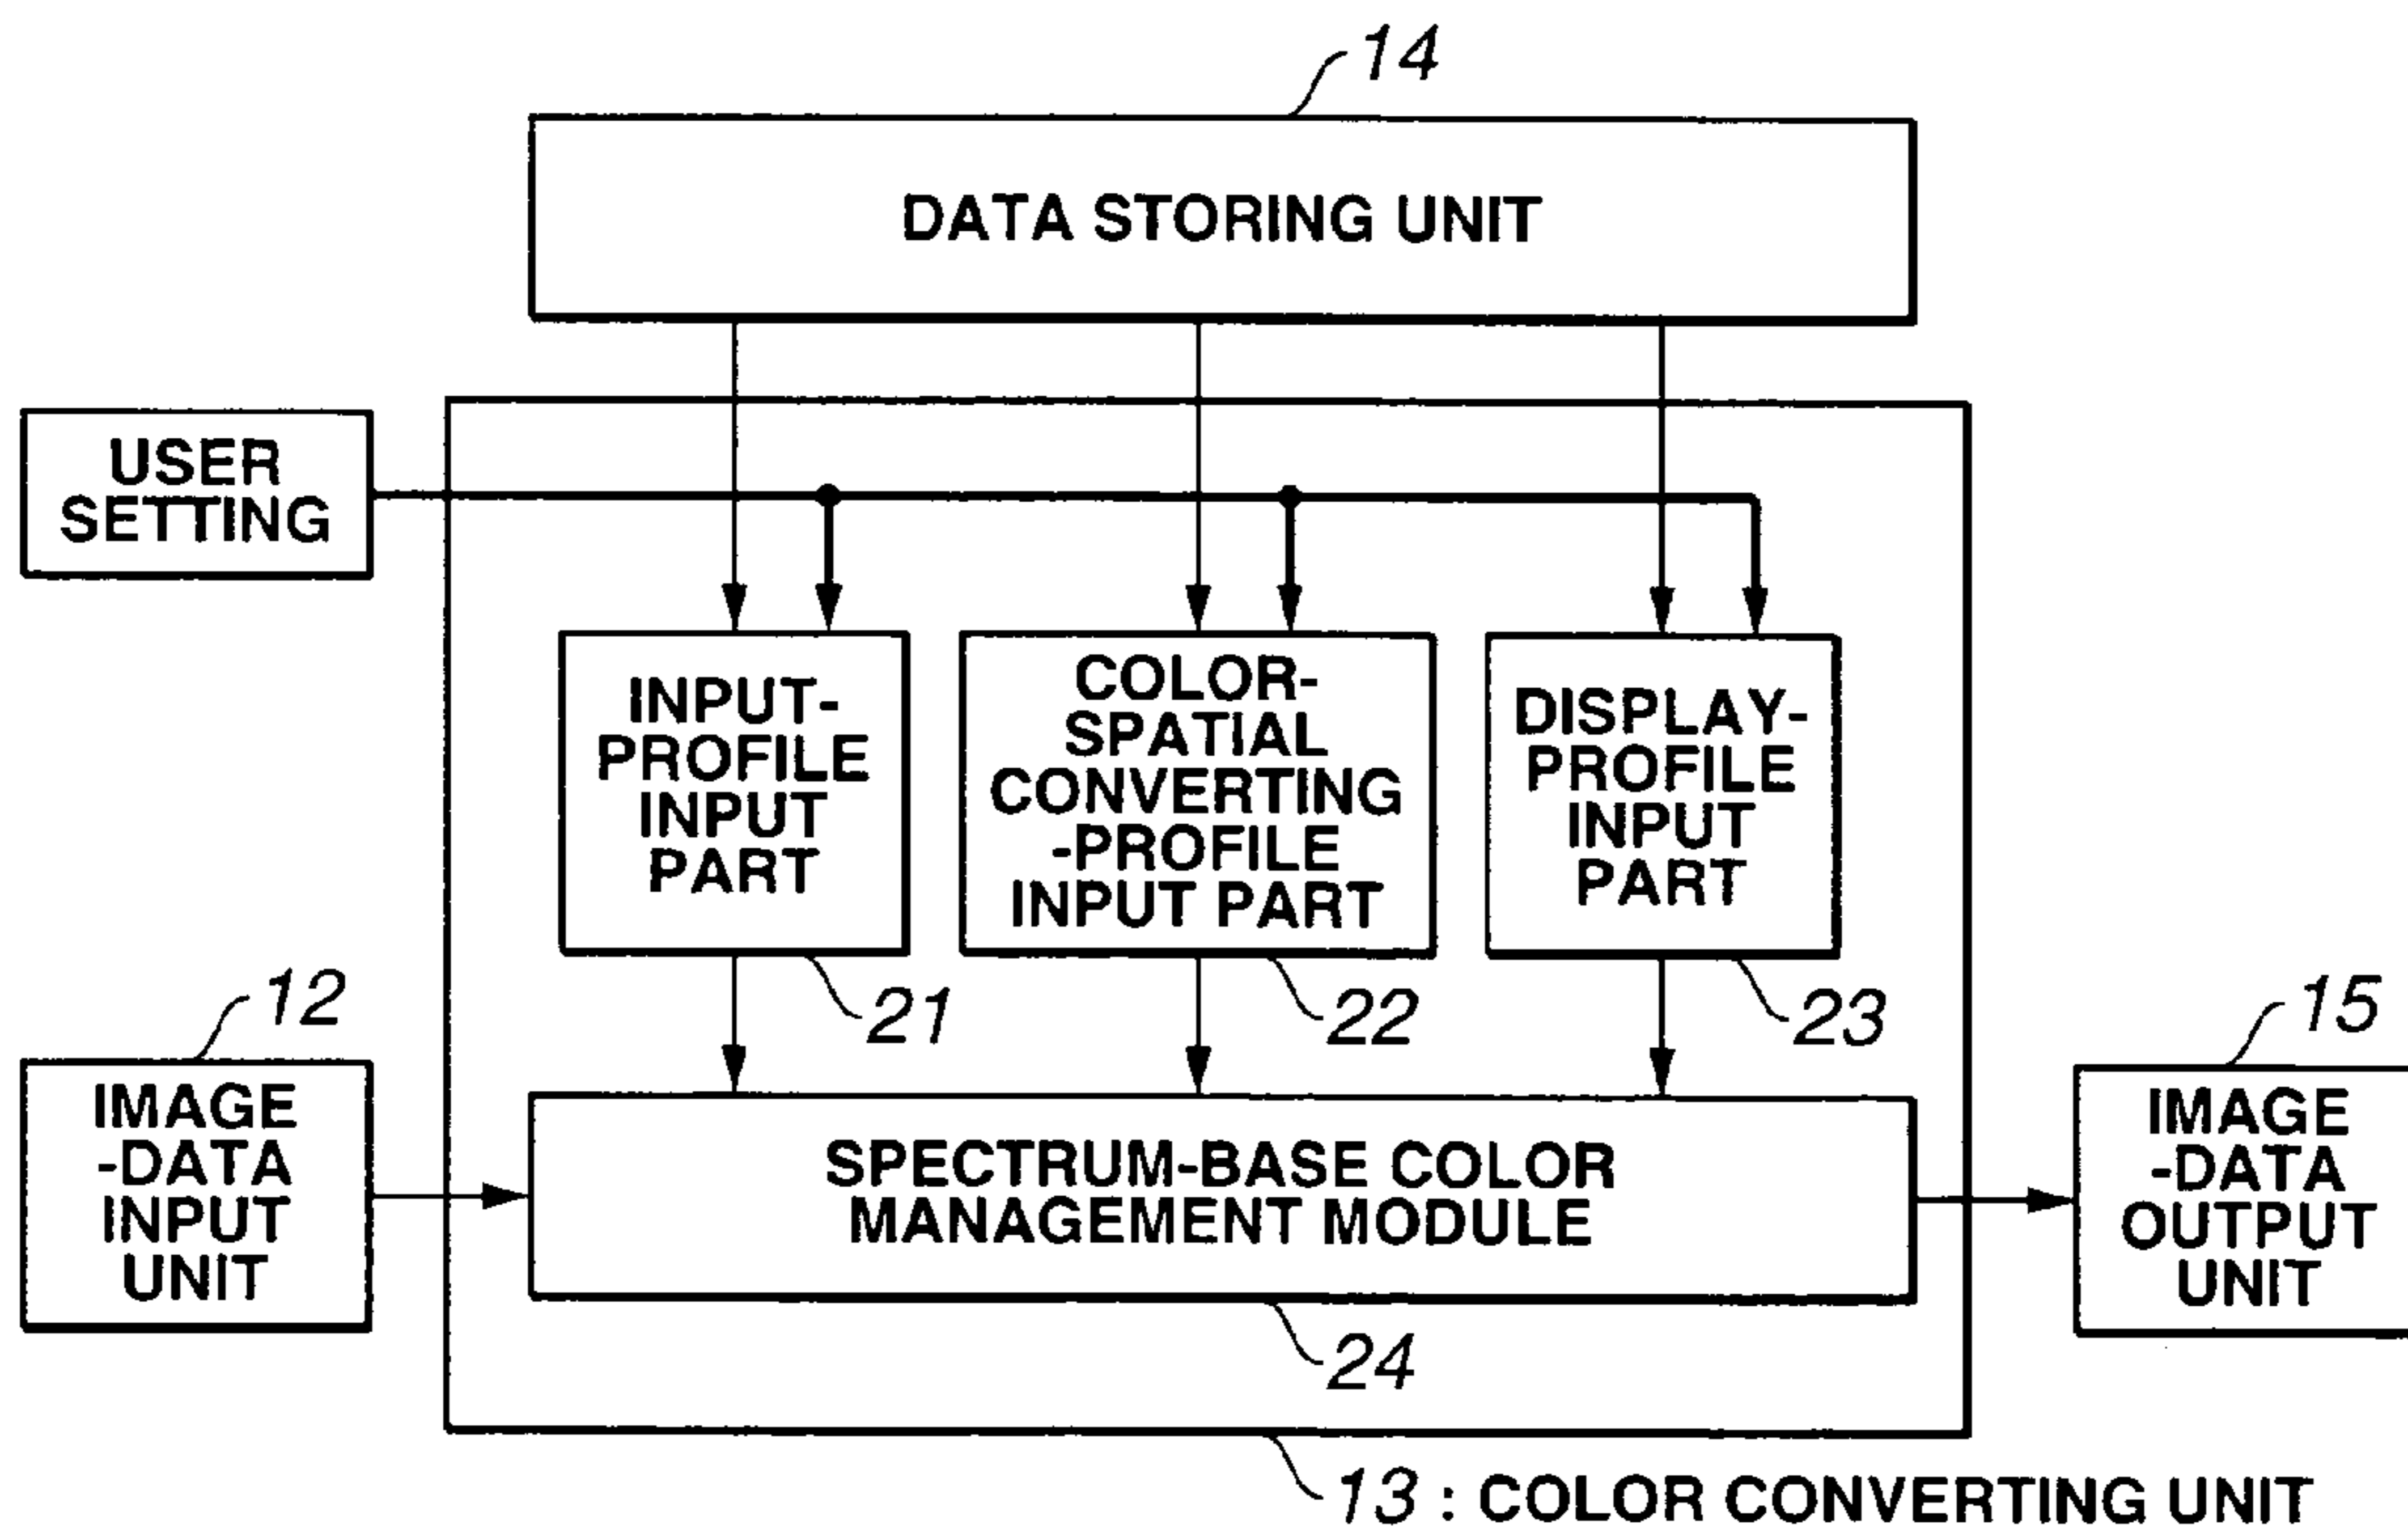 14
DATA STORING UNIT
USER
SETTING
INPUT-
PROFILE
INPUT
PART
COLOR-
SPATIAL
CONVERTING
-PROFILE
INPUT PART
DISPLAY-
PROFILE
INPUT
PART
21
22
23
12
IMAGE
-DATA
INPUT
UNIT
SPECTRUM-BASE COLOR
MANAGEMENT MODULE
24
15
IMAGE
-DATA
OUTPUT
UNIT
13 : COLOR CONVERTING UNIT